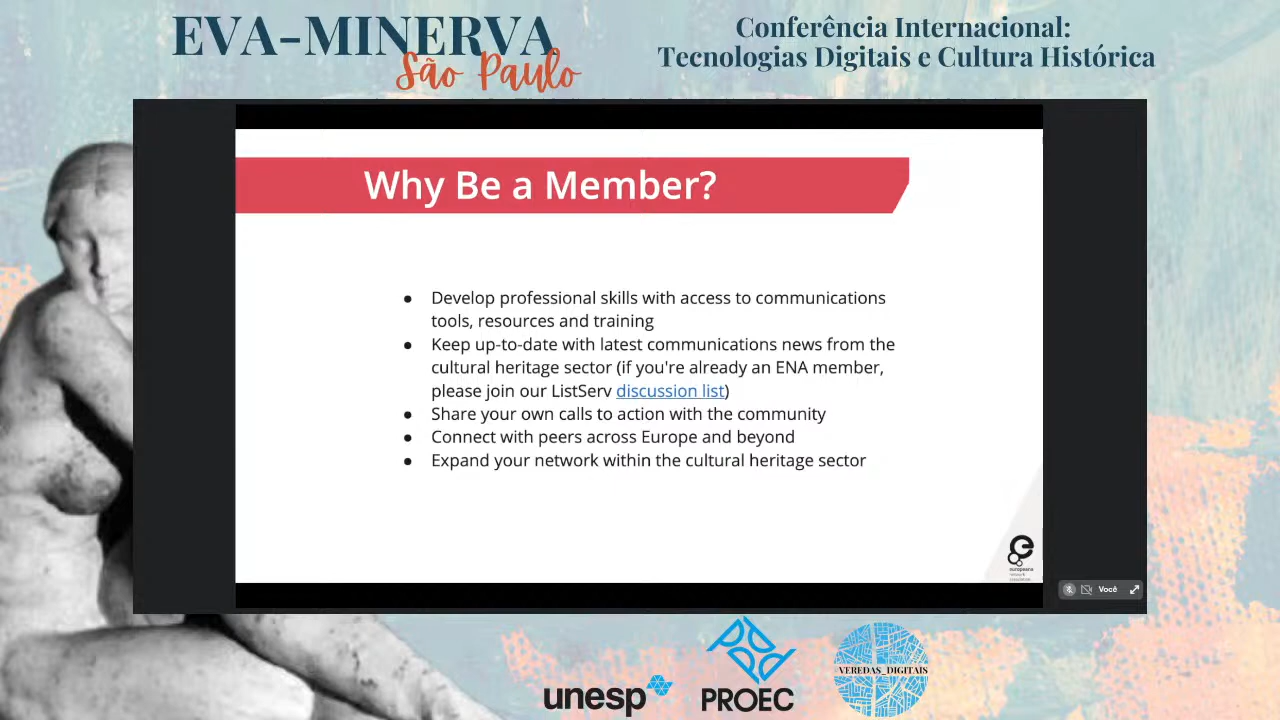 EVA-MINERVA
São Paulo
Conferência Internacional:
Tecnologias Digitais e Cultura Histórica
Why Be a Member?
● Develop professional skills with access to communications
tools, resources and training
● Keep up-to-date with latest communications news from the
cultural heritage sector (if you're already an ENA member,
please join our ListServ discussion list)
● Share your own calls to action with the community
● Connect with peers across Europe and beyond
● Expand your network within the cultural heritage sector
europeana
network
association
Você
unesp
PROEC
VEREDAS_DIGITAIS